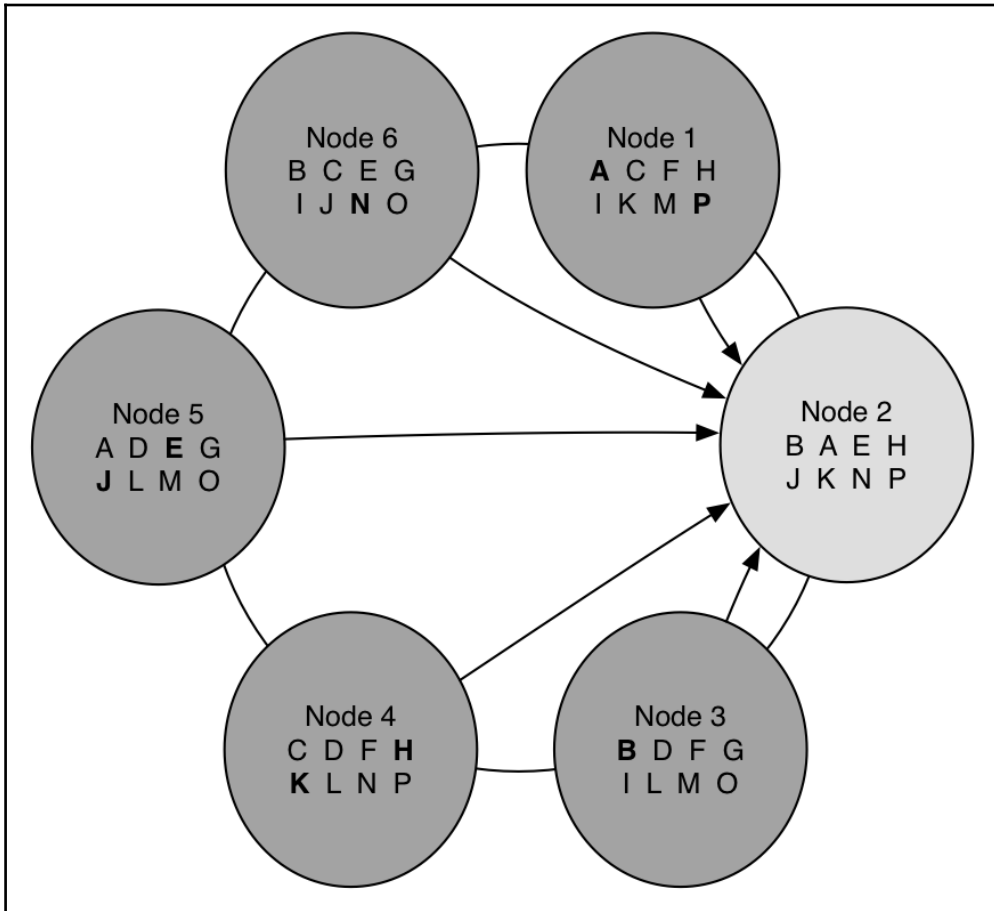 Node 6
B C E G
I J N O
Node 1
A C F H
I K M P
Node 5
A D E G
J L M O
Node 2
B A E H
J K N P
Node 4
C D F H
K L N P
Node 3
B D F G
I L M O